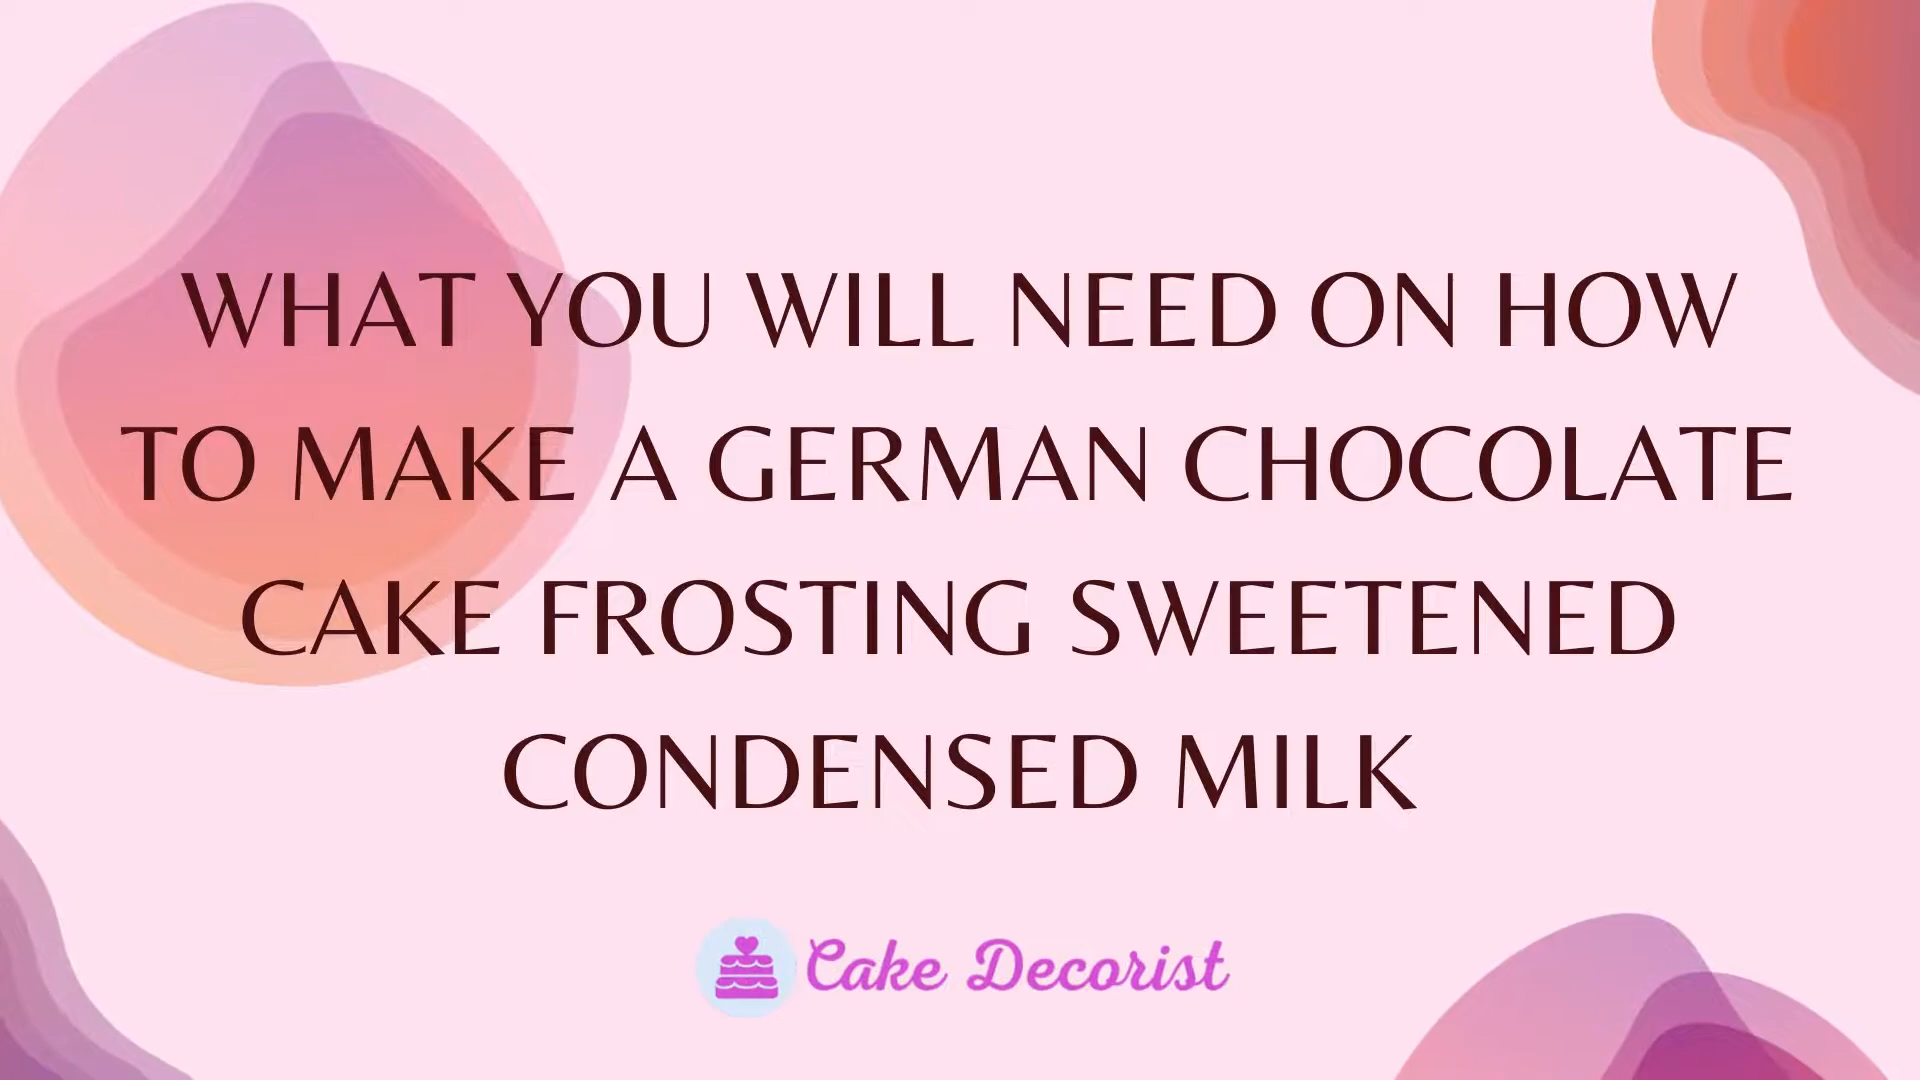 WHAT YOU WILL NEED ON HOW
TO MAKE A GERMAN CHOCOLATE
CAKE FROSTING SWEETENED
CONDENSED MILK
Cake Decorist